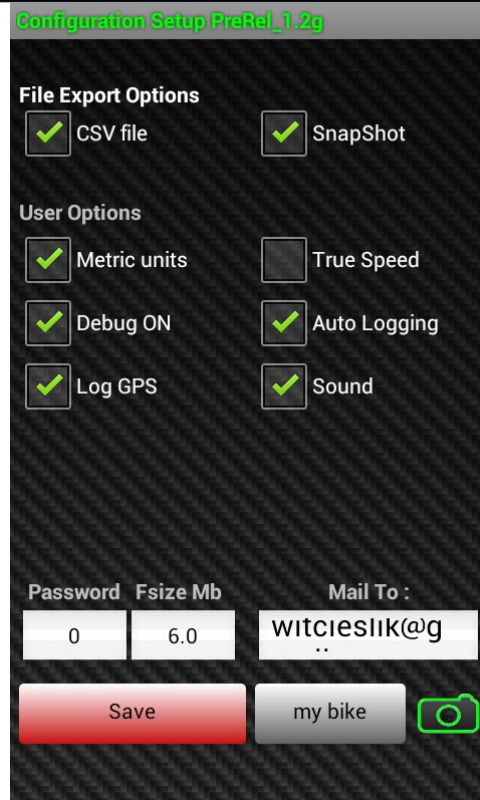 Configuration Setup PreRel_1.2g
File Export Options
CSV file SnapShot
User Options
Metric units True Speed
Debug ON Auto Logging
Log GPS Sound
Password Fsize Mb Mail To :
0 6.0 witcieslik@g
Save my bike